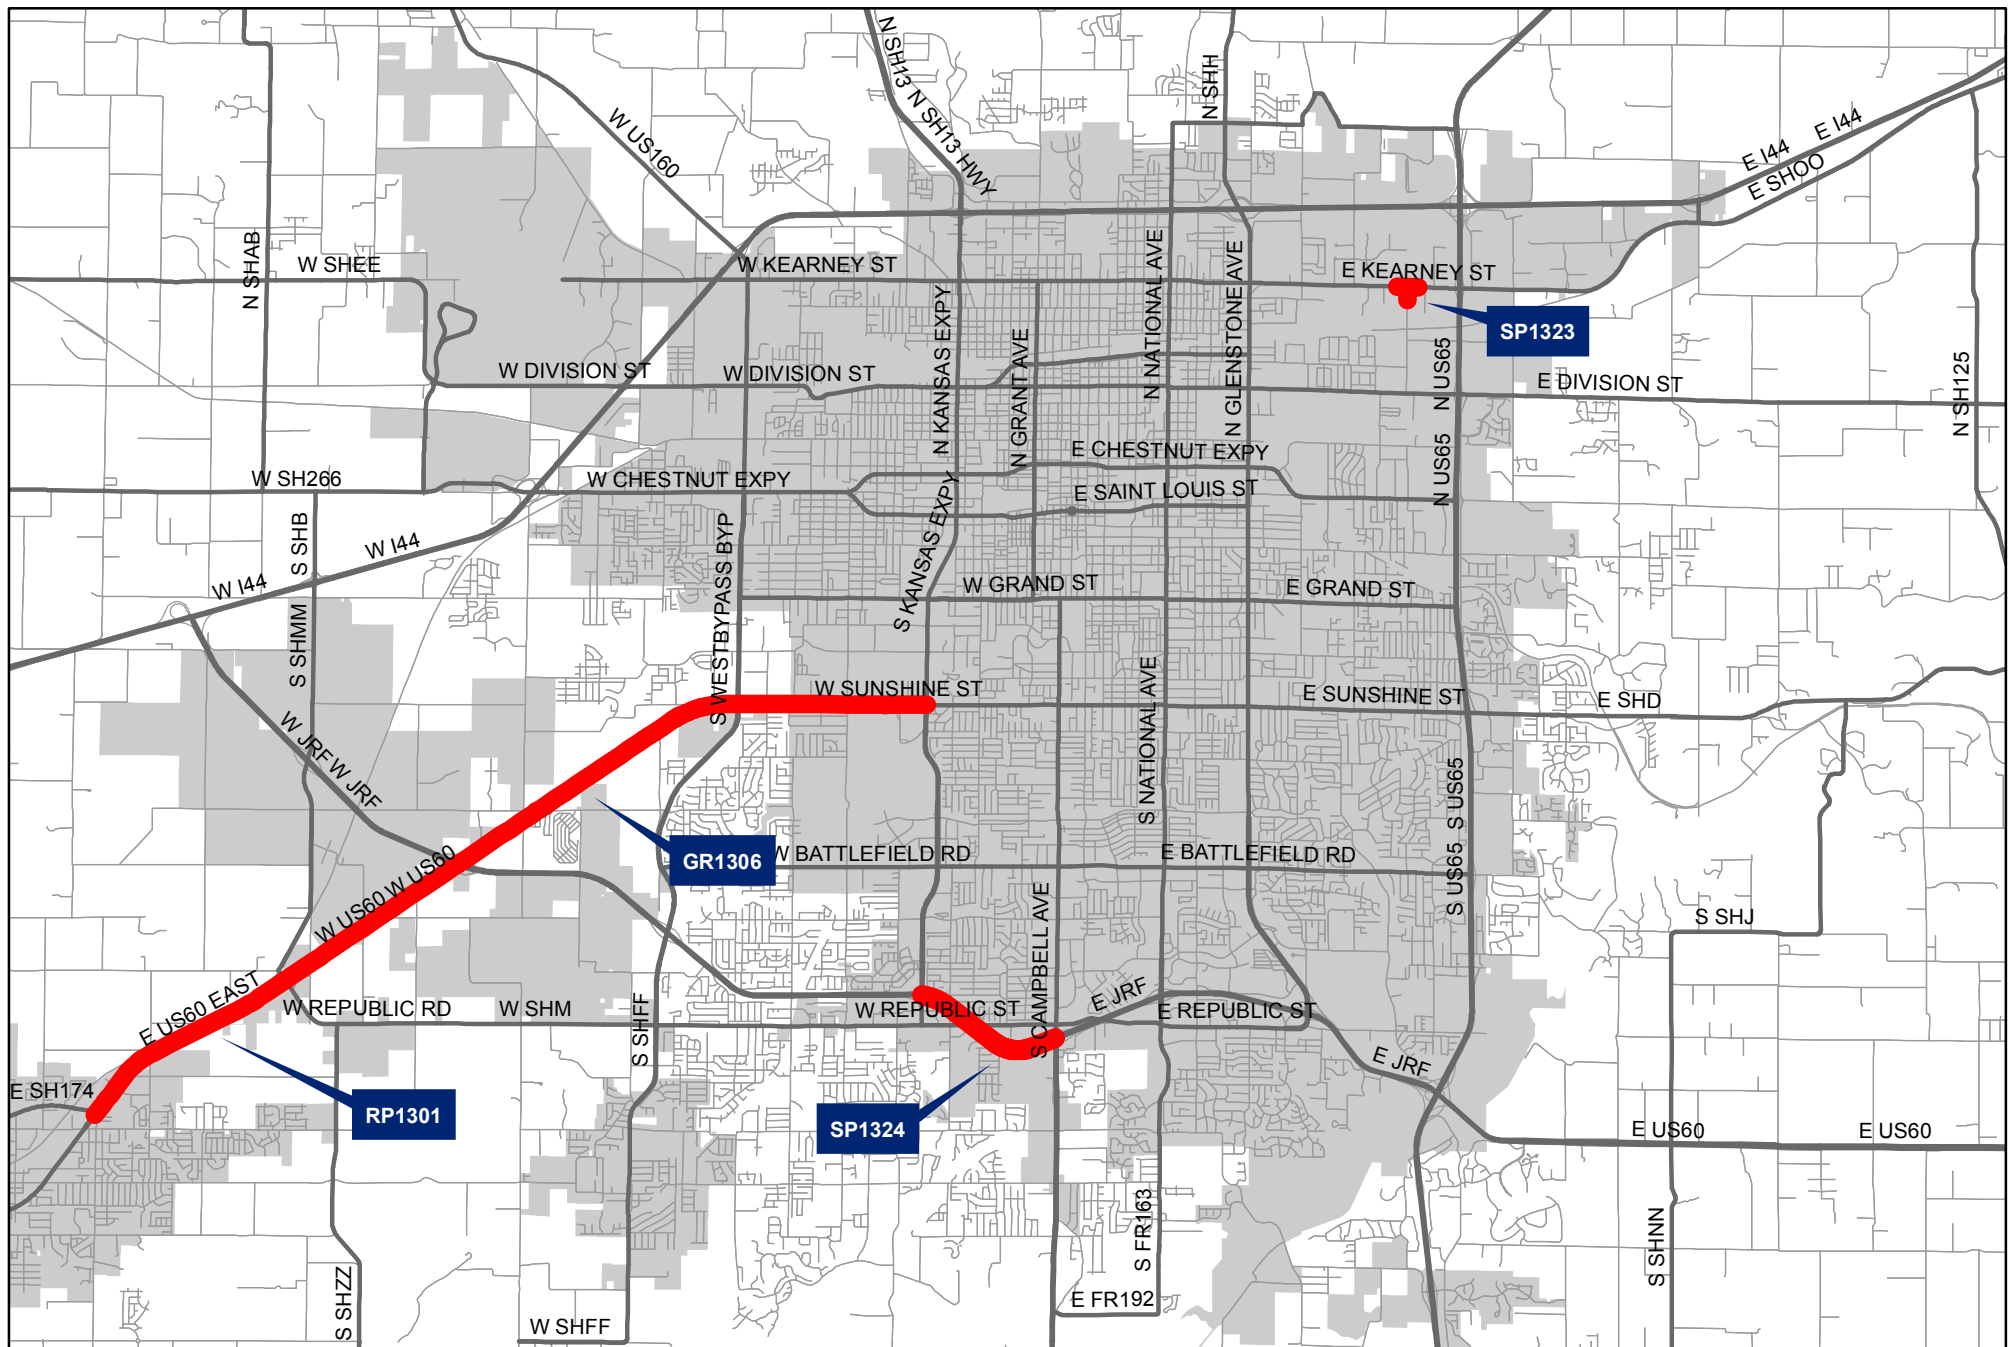 N SH13
N SH13 HWY
N SHH
W US160
E I44
E I44
E SHOO
N SHAB
W SHEE
W KEARNEY ST
E KEARNEY ST
N NATIONAL AVE
N GLENSTONE AVE
N KANSAS EXPY
N GRANT AVE
SP1323
N US65
N SH125
W DIVISION ST
W DIVISION ST
E DIVISION ST
N US65
E CHESTNUT EXPY
W SH266
W CHESTNUT EXPY
E SAINT LOUIS ST
S SHB
W I44
W I44
S WESTBYPASS BYP
S KANSAS EXPY
W GRAND ST
E GRAND ST
S SHMM
W SUNSHINE ST
E SUNSHINE ST
E SHD
S NATIONAL AVE
W JRF
W JRF
S US65
S US65
GR1306
W BATTLEFIELD RD
E BATTLEFIELD RD
W US60
W US60
S CAMPBELL AVE
S SHJ
E US60 EAST
W REPUBLIC RD
W SHM
W REPUBLIC ST
E JRF
E REPUBLIC ST
S SHFF
E JRF
E SH174
RP1301
SP1324
E US60
E US60
S FR163
S SHNN
S SHZZ
E FR192
W SHFF